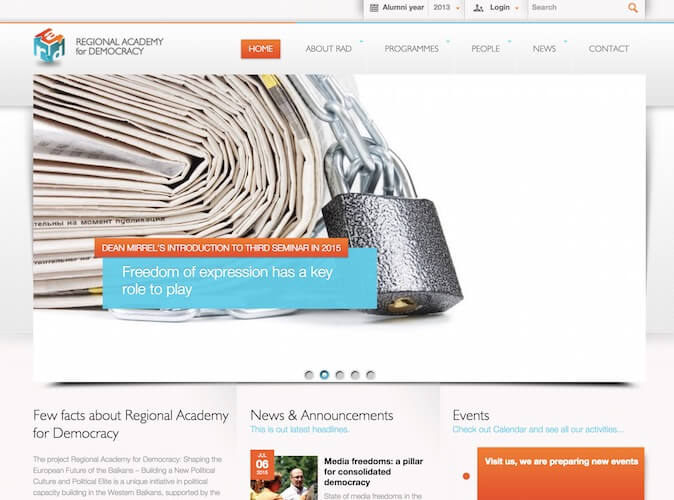 Alumni year
2013
Login
Search
REGIONAL ACADEMY
for DEMOCRACY
HOME
ABOUT RAD
PROGRAMMES
PEOPLE
NEWS
CONTACT
тельны на момент публикации
DEAN MIRREL'S INTRODUCTION TO THIRD SEMINAR IN 2015
Freedom of expression has a key
role to play
Few facts about Regional Academy
for Democracy
The project Regional Academy for Democracy: Shaping the
European Future of the Balkans – Building a New Political
Culture and Political Elite is a unique initiative in political
capacity building in the Western Balkans, supported by the
News & Announcements
This is out latest headlines.
JUL
06
2015
Media freedoms: a pillar
for consolidated
democracy
State of media freedoms in the
Events
Check out Calendar and see all our activities...
Visit us, we are preparing new events